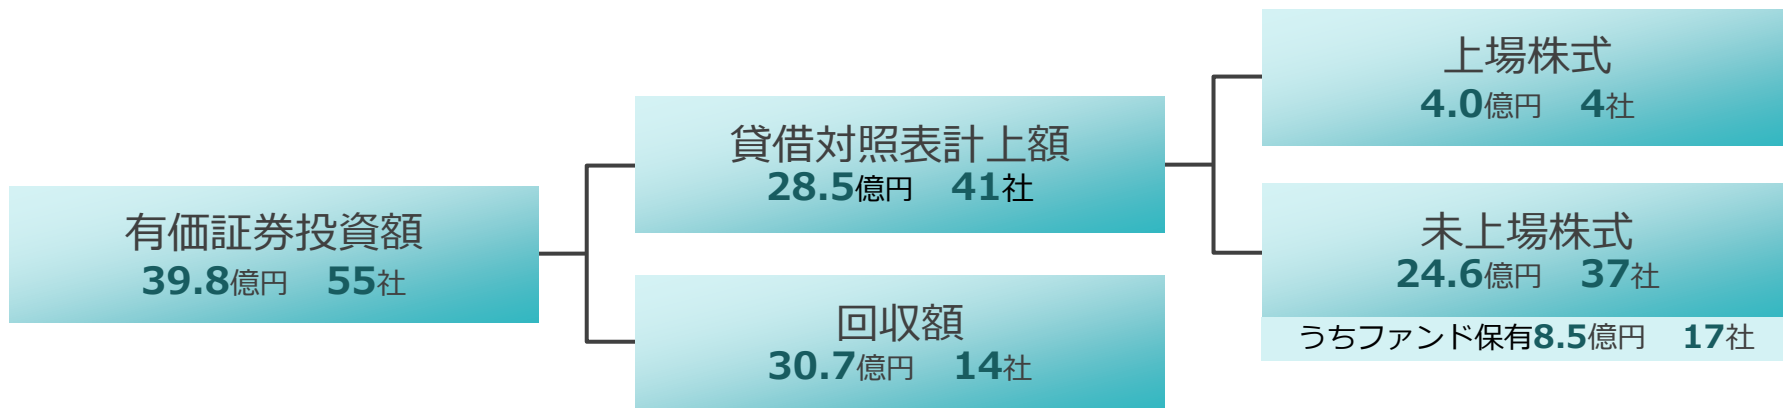 有価証券投資額
39.8億円 55社
貸借対照表計上額
28.5億円 41社
回収額
30.7億円 14社
上場株式
4.0億円 4社
未上場株式
24.6億円 37社
うちファンド保有8.5億円 17社